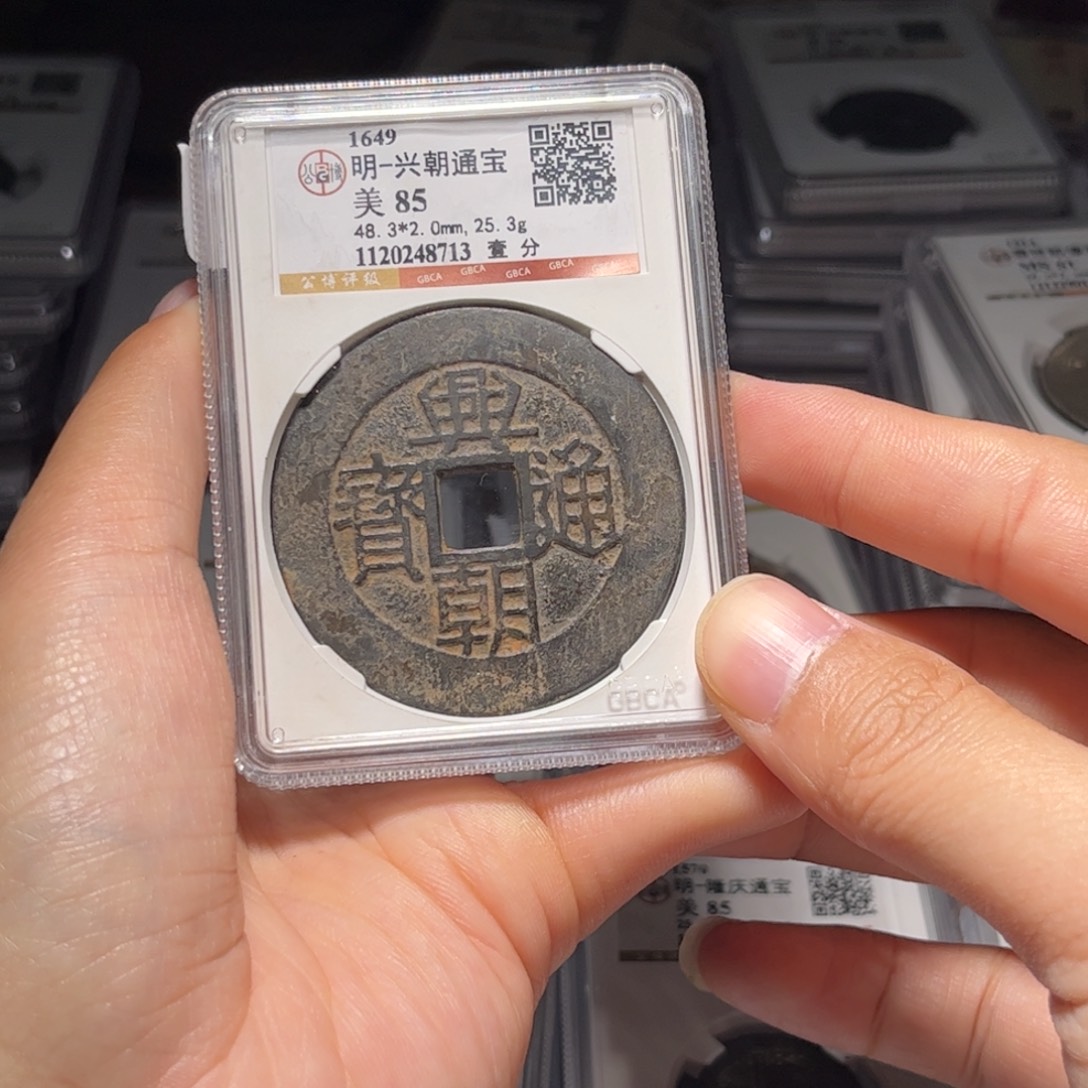 1649
明-兴朝通宝
美 85
48.3*2.0mm, 25.3g
1120248713 壹 分
公博评级 GBCA GBCA GBCA GBCA GBCA
興朝通寶
GBCA
明-隆庆通宝
美 85